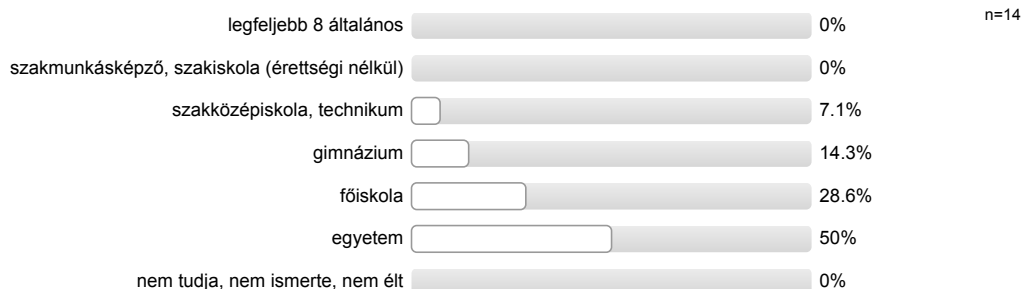 legfeljebb 8 általános 0% n=14
szakmunkásképző, szakiskola (érettségi nélkül) 0%
szakközépiskola, technikum 7.1%
gimnázium 14.3%
főiskola 28.6%
egyetem 50%
nem tudja, nem ismerte, nem élt 0%